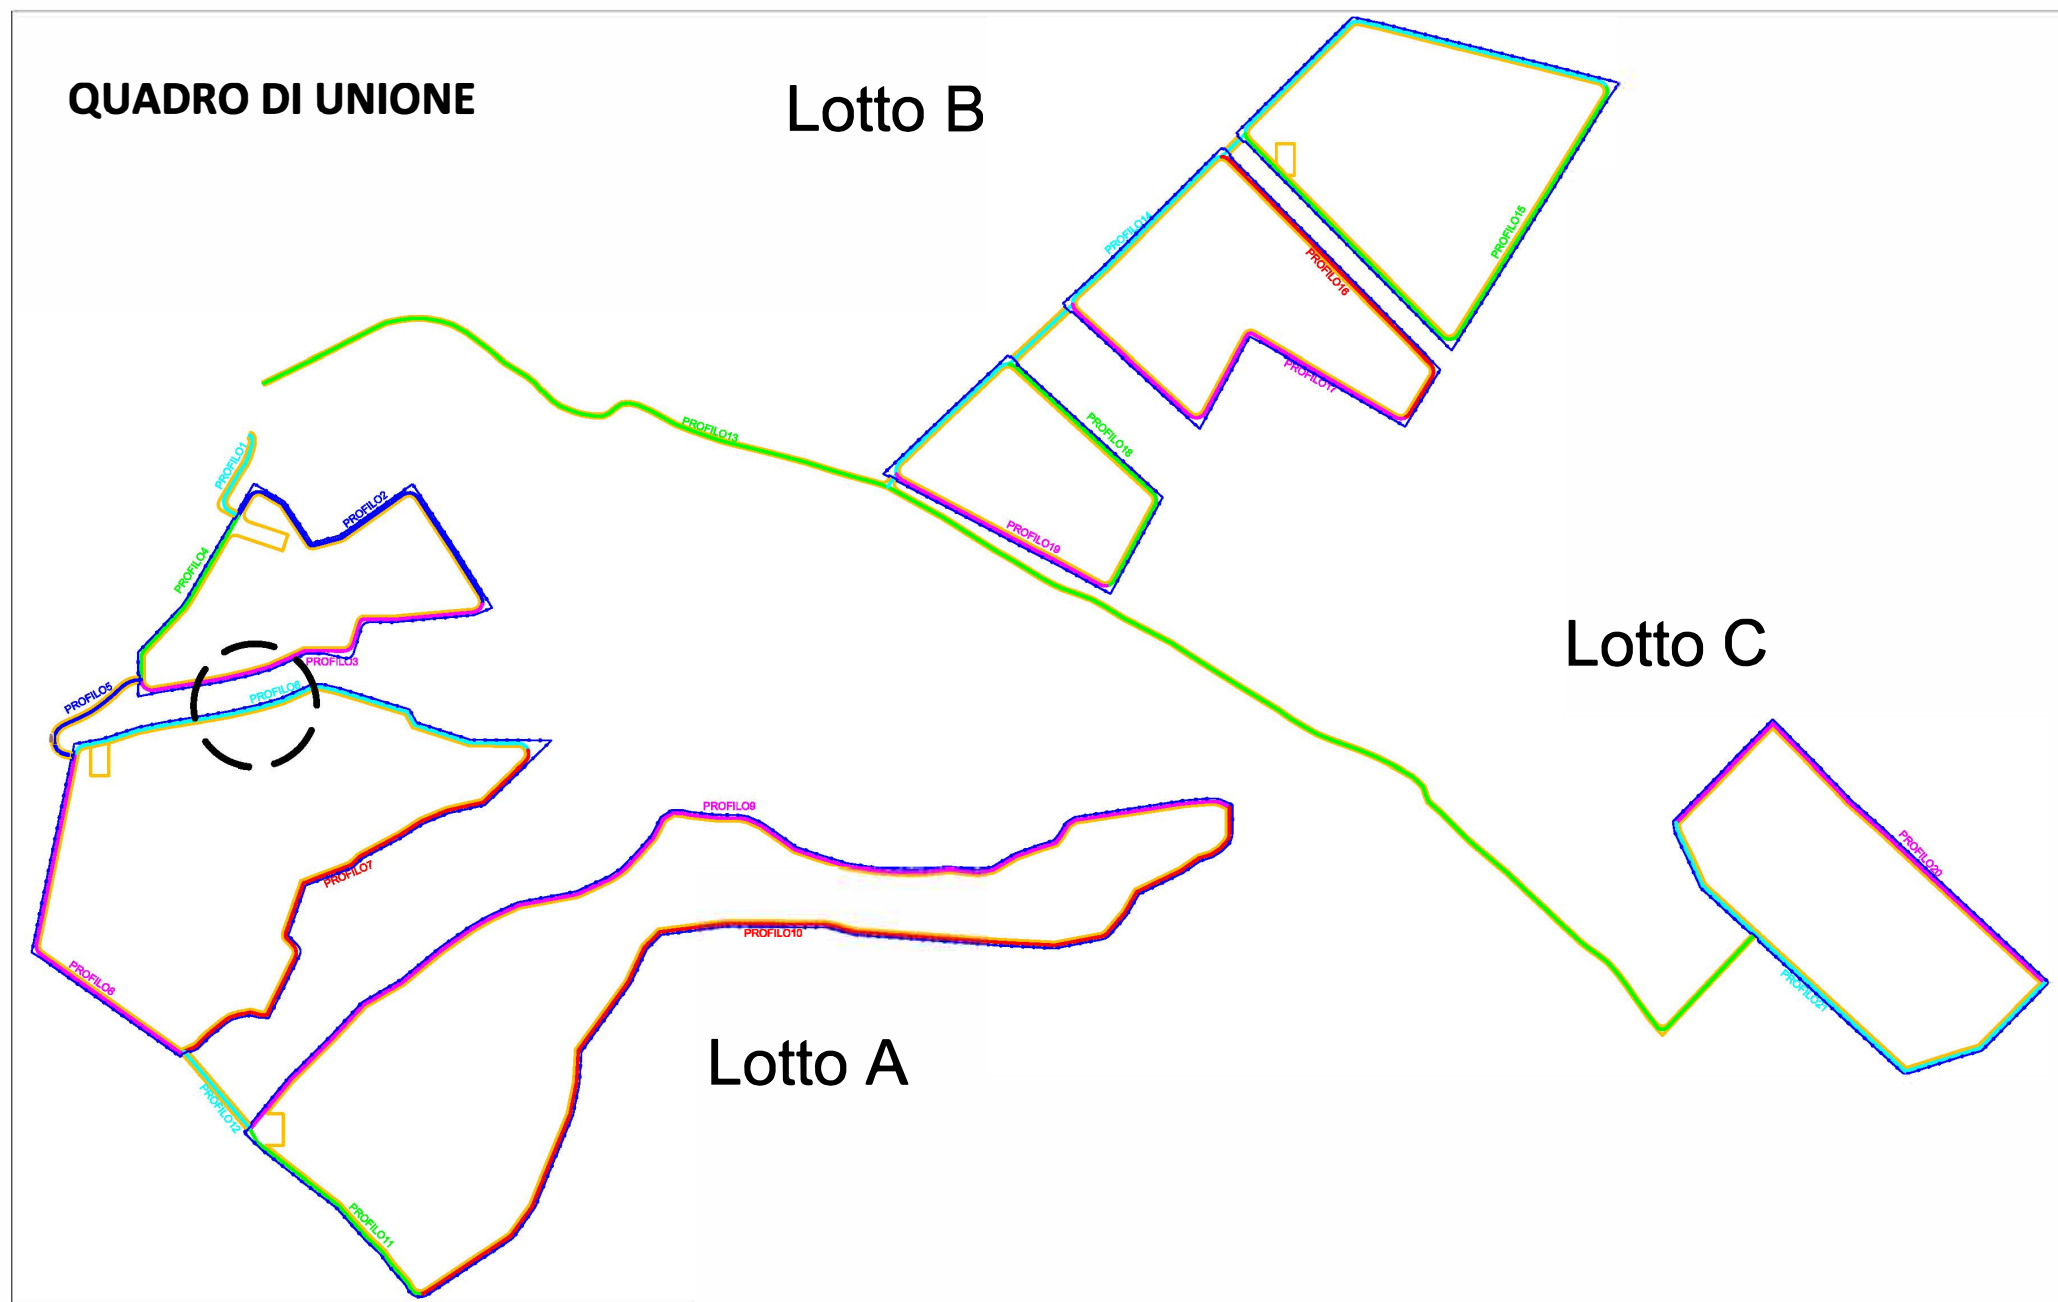 QUADRO DI UNIONE
Lotto B
PROFILO14
PROFILO15
PROFILO16
PROFILO17
PROFILO13
PROFILO18
PROFILO19
PROFILO1
PROFILO2
PROFILO4
PROFILO3
PROFILO5
PROFILO6
Lotto C
PROFILO9
PROFILO7
PROFILO10
PROFILO8
PROFILO20
PROFILO21
Lotto A
PROFILO12
PROFILO11